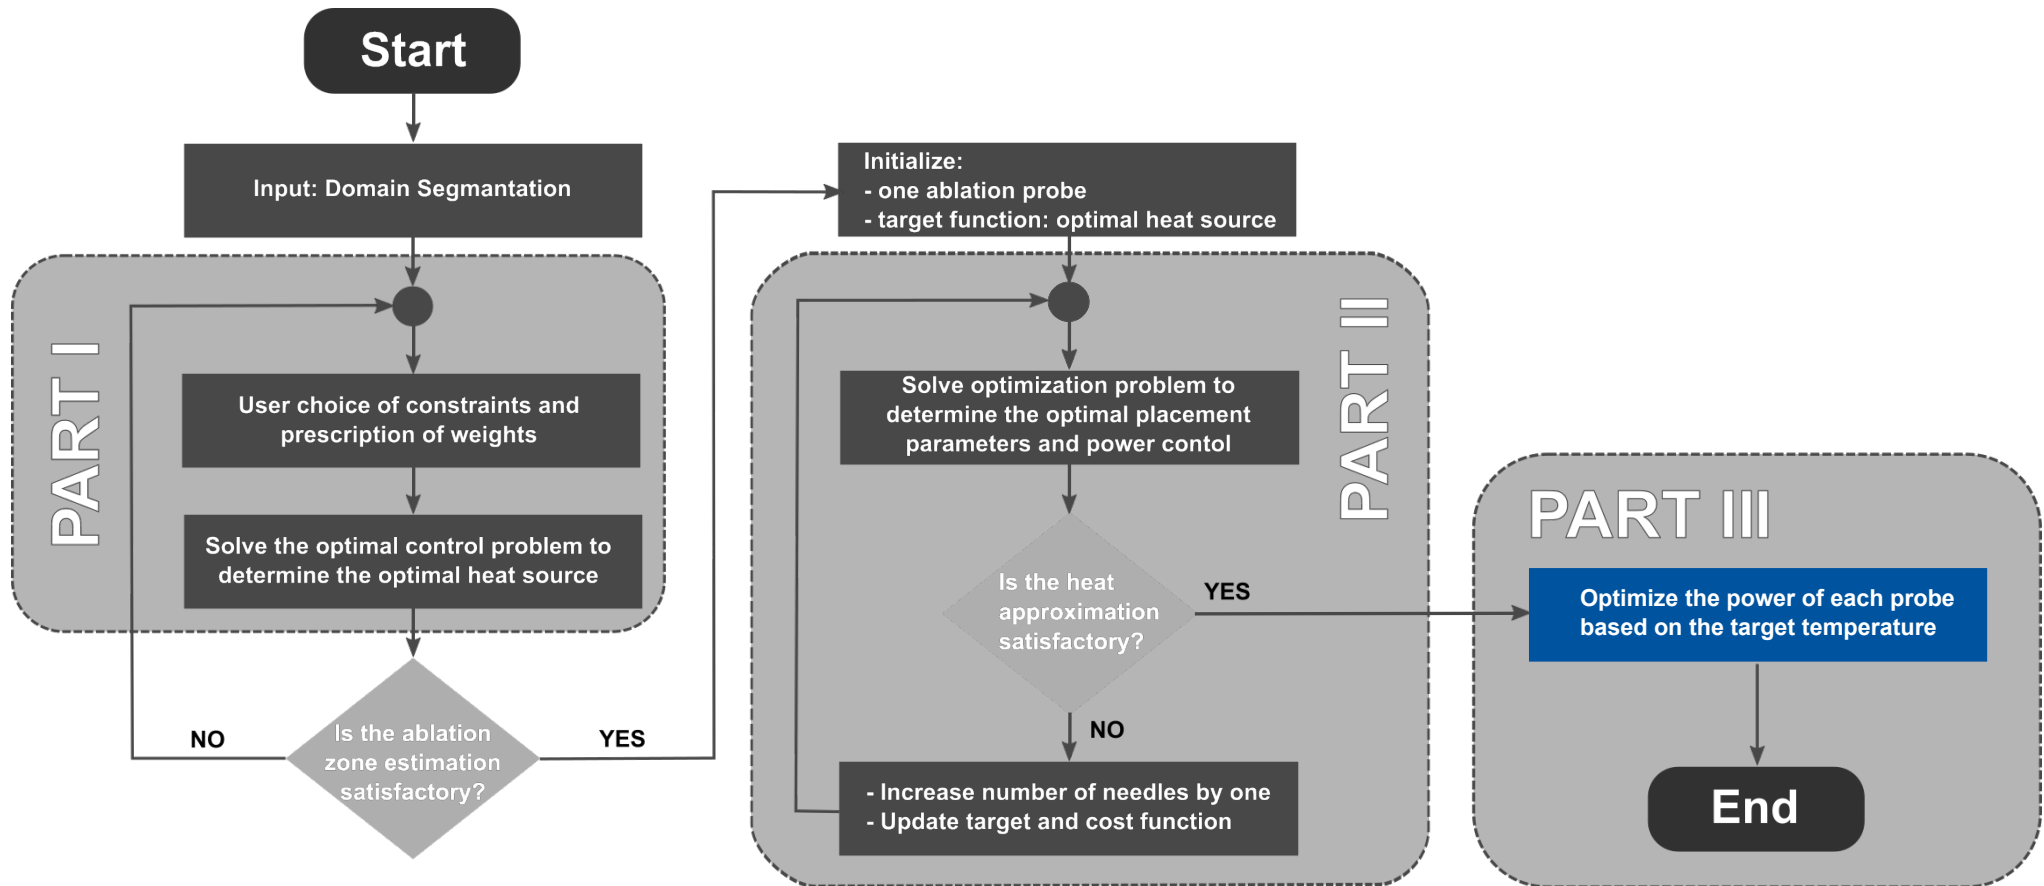 Start
Input: Domain Segmantation
PART I
User choice of constraints and
prescription of weights
Solve the optimal control problem to
determine the optimal heat source
Is the ablation
zone estimation
satisfactory?
NO
YES
Initialize:
- one ablation probe
- target function: optimal heat source
PART II
Solve optimization problem to
determine the optimal placement
parameters and power contol
Is the heat
approximation
satisfactory?
YES
NO
- Increase number of needles by one
- Update target and cost function
PART III
Optimize the power of each probe
based on the target temperature
End